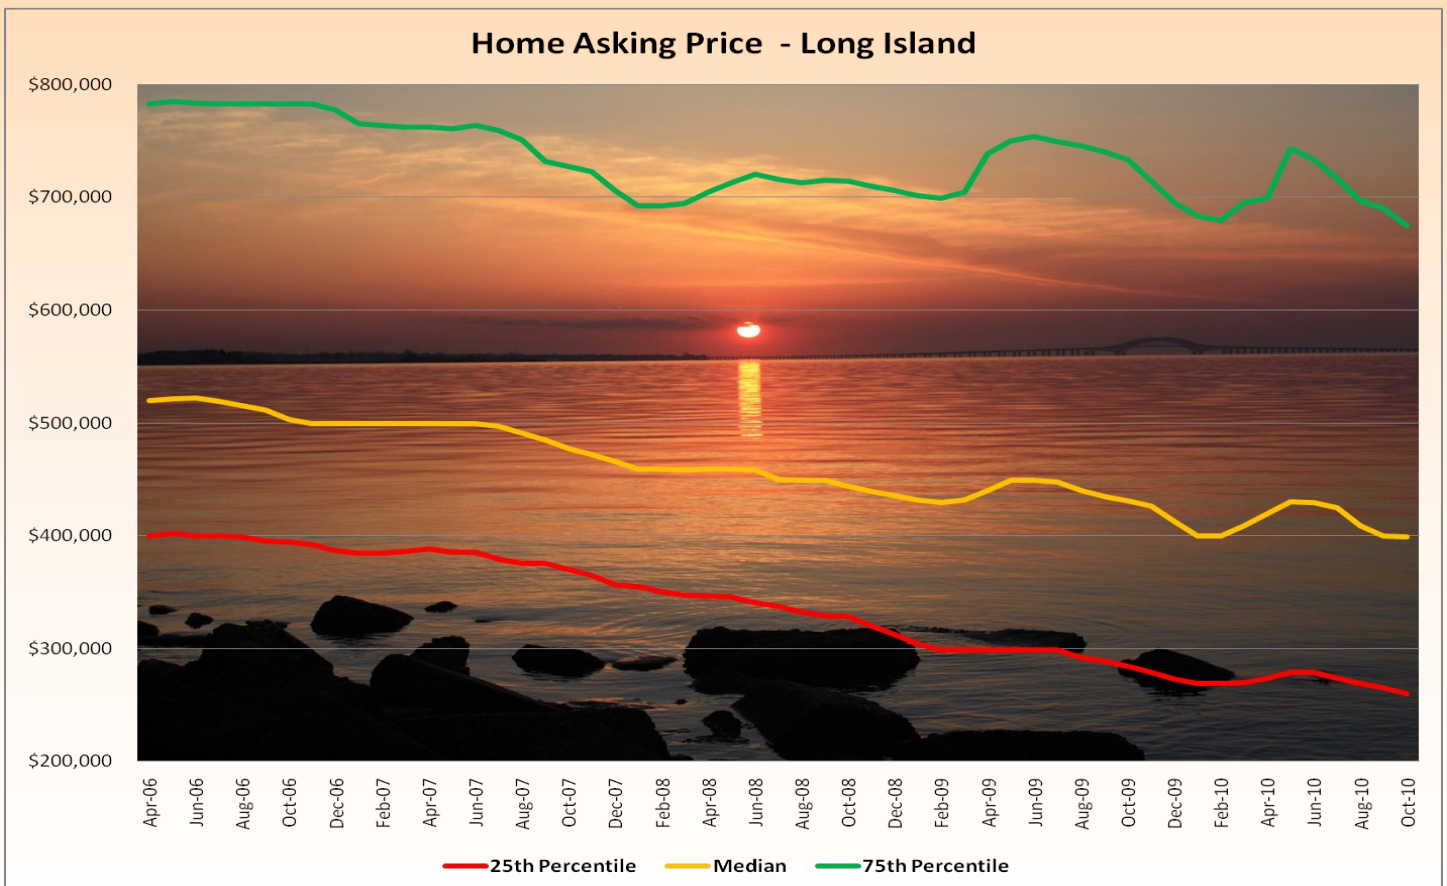 Home Asking Price - Long Island
$800,000
$700,000
$600,000
$500,000
$400,000
$300,000
$200,000
Apr-06
Jun-06
Aug-06
Oct-06
Dec-06
Feb-07
Apr-07
Jun-07
Aug-07
Oct-07
Dec-07
Feb-08
Apr-08
Jun-08
Aug-08
Oct-08
Dec-08
Feb-09
Apr-09
Jun-09
Aug-09
Oct-09
Dec-09
Feb-10
Apr-10
Jun-10
Aug-10
Oct-10
25th Percentile Median 75th Percentile